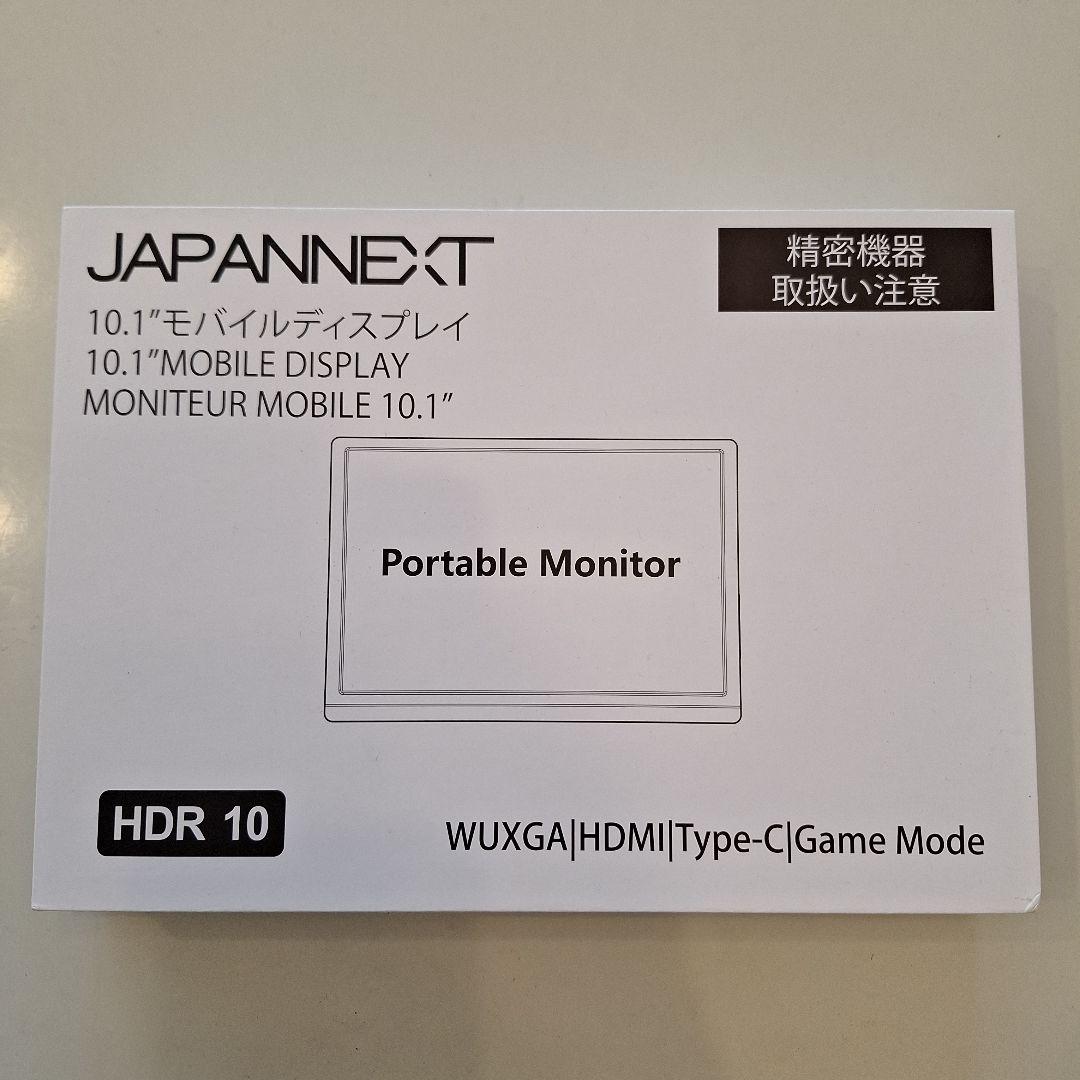 JAPANNEXT
10.1”モバイルディスプレイ
10.1”MOBILE DISPLAY
MONITEUR MOBILE 10.1”
精密機器
取扱い注意
Portable Monitor
HDR 10
WUXGA|HDMI|Type-C|Game Mode